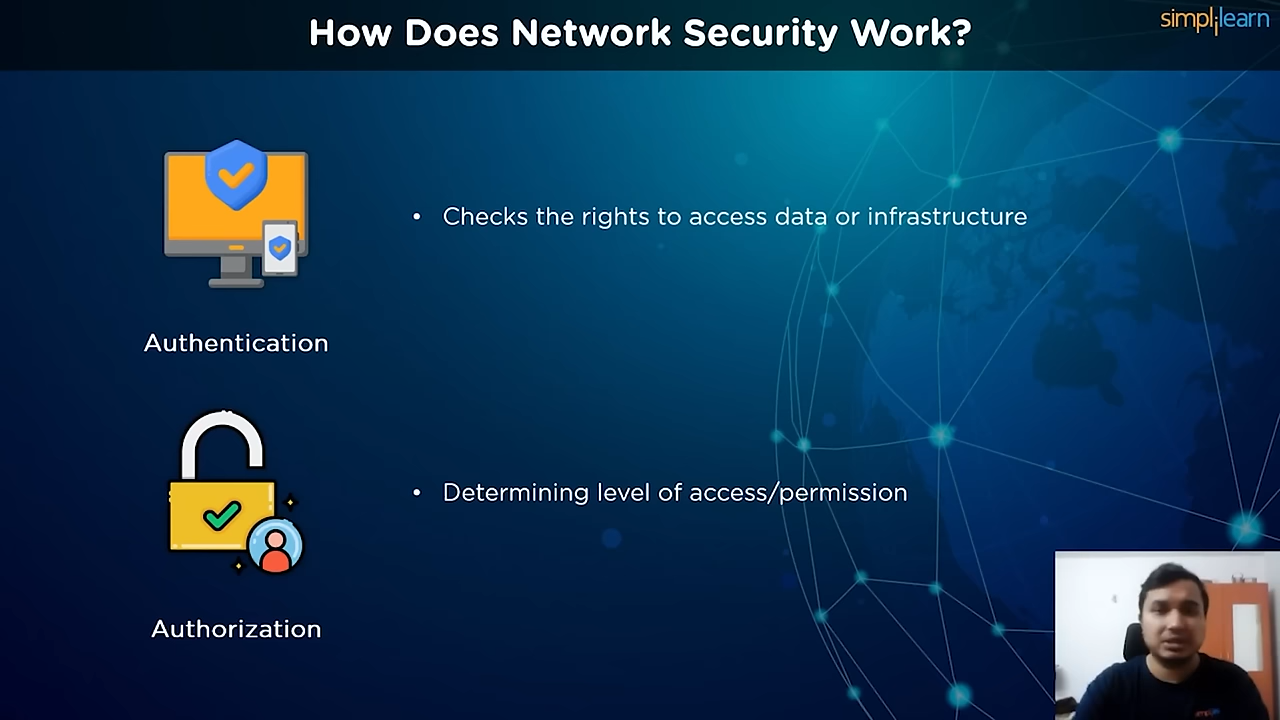 How Does Network Security Work?
simplilearn
• Checks the rights to access data or infrastructure
Authentication
• Determining level of access/permission
Authorization